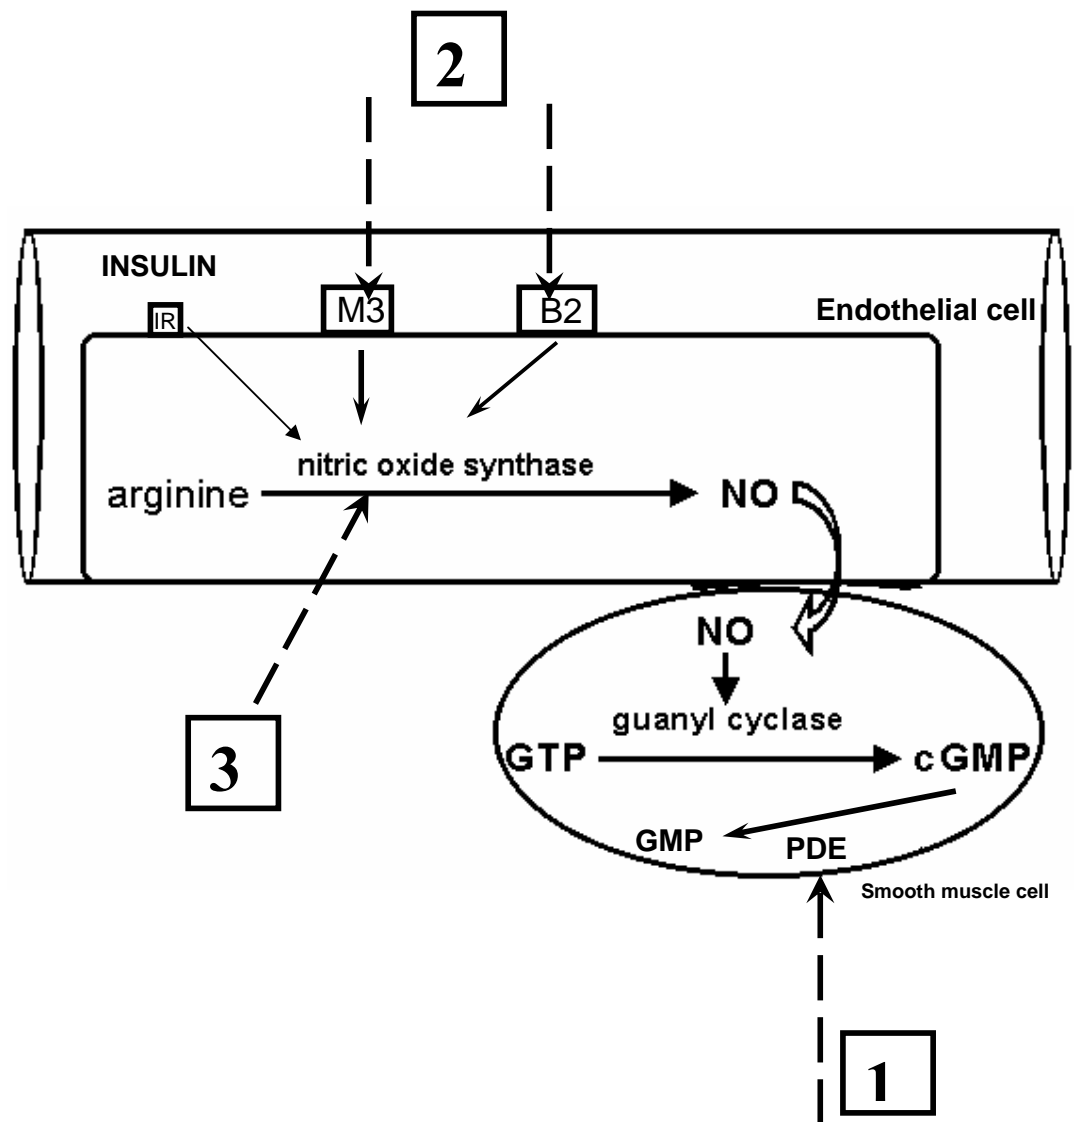 2
INSULIN
IR
M3
B2
Endothelial cell
nitric oxide synthase
arginine
NO
NO
3
guanyl cyclase
GTP
cGMP
GMP
PDE
Smooth muscle cell
1